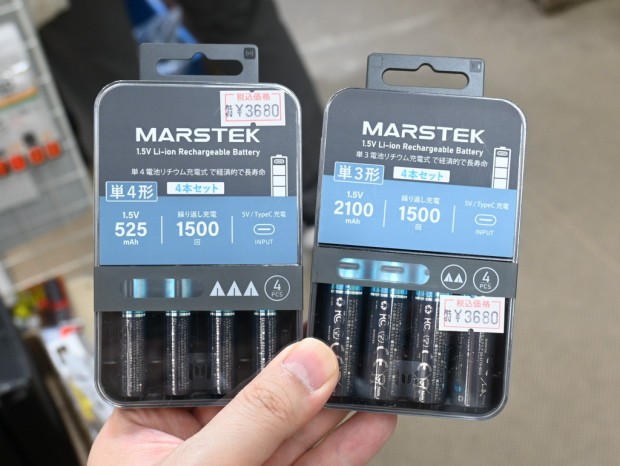 税込価格
¥3680
MARSTEK
1.5V Li-ion Rechargeable Battery
単4電池リチウム充電式で経済的で長寿命
単4形
4本セット
1.5V
525
mAh
繰り返し充電
1500
回
5V/TypeC 充電
INPUT
4
PCS
MARSTEK
1.5V Li-ion Rechargeable Battery
単3電池リチウム充電式で経済的で長寿命
単3形
4本セット
1.5V
2100
mAh
繰り返し充電
1500
回
5V/TypeC 充電
INPUT
4
PCS
税込価格
¥3680